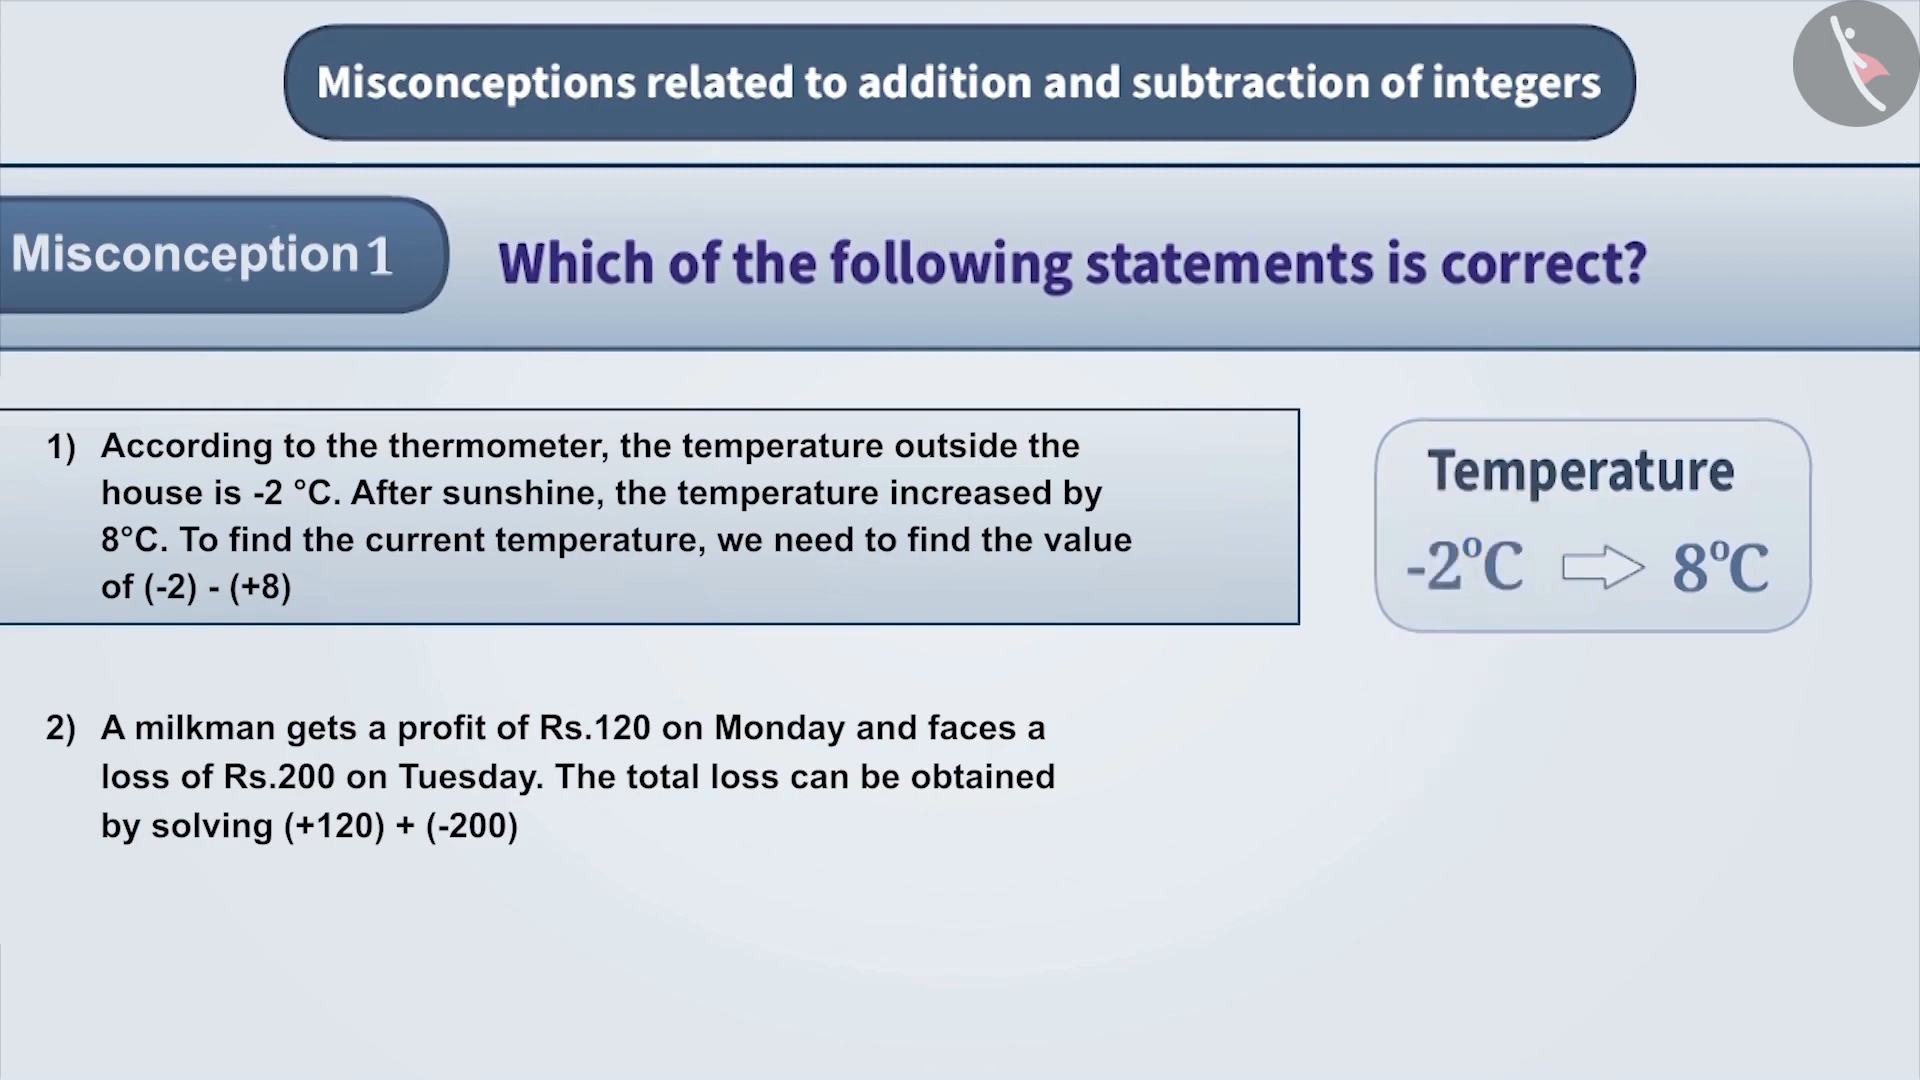 Misconceptions related to addition and subtraction of integers
Misconception 1
Which of the following statements is correct?
1) According to the thermometer, the temperature outside the
house is -2 °C. After sunshine, the temperature increased by
8°C. To find the current temperature, we need to find the value
of (-2) - (+8)
Temperature
-2°C ⇨ 8°C
2) A milkman gets a profit of Rs.120 on Monday and faces a
loss of Rs.200 on Tuesday. The total loss can be obtained
by solving (+120) + (-200)